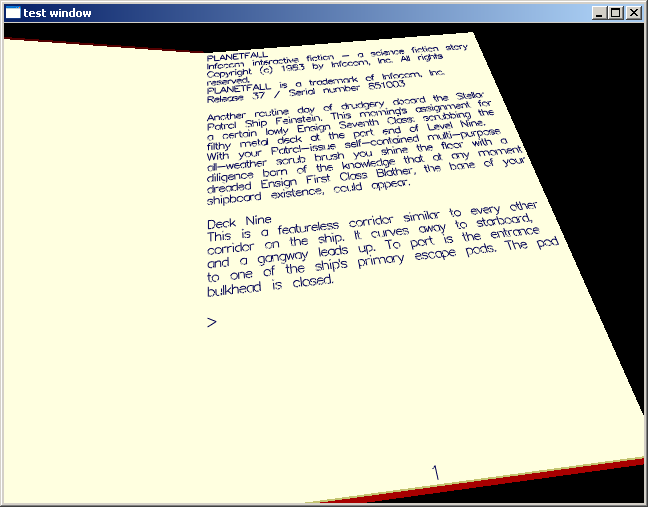 test window
PLANETFALL
Infocom interactive fiction - a science fiction story
Copyright (c) 1983 by Infocom, Inc. All rights
reserved.
PLANETFALL is a trademark of Infocom, Inc.
Release 37 / Serial number 851003
Another routine day of drudgery aboard the Stellar
Patrol Ship Feinstein. This morning's assignment for
a certain lowly Ensign Seventh Class: scrubbing the
filthy metal deck at the port end of Level Nine.
With your Patrol-issue self-contained multi-purpose
all-weather scrub brush you shine the floor with a
diligence born of the knowledge that at any moment
dreaded Ensign First Class Blather, the bane of your
shipboard existence, could appear.
Deck Nine
This is a featureless corridor similar to every other
corridor on the ship. It curves away to starboard,
and a gangway leads up. To port is the entrance
to one of the ship's primary escape pods. The pod
bulkhead is closed.
>
1